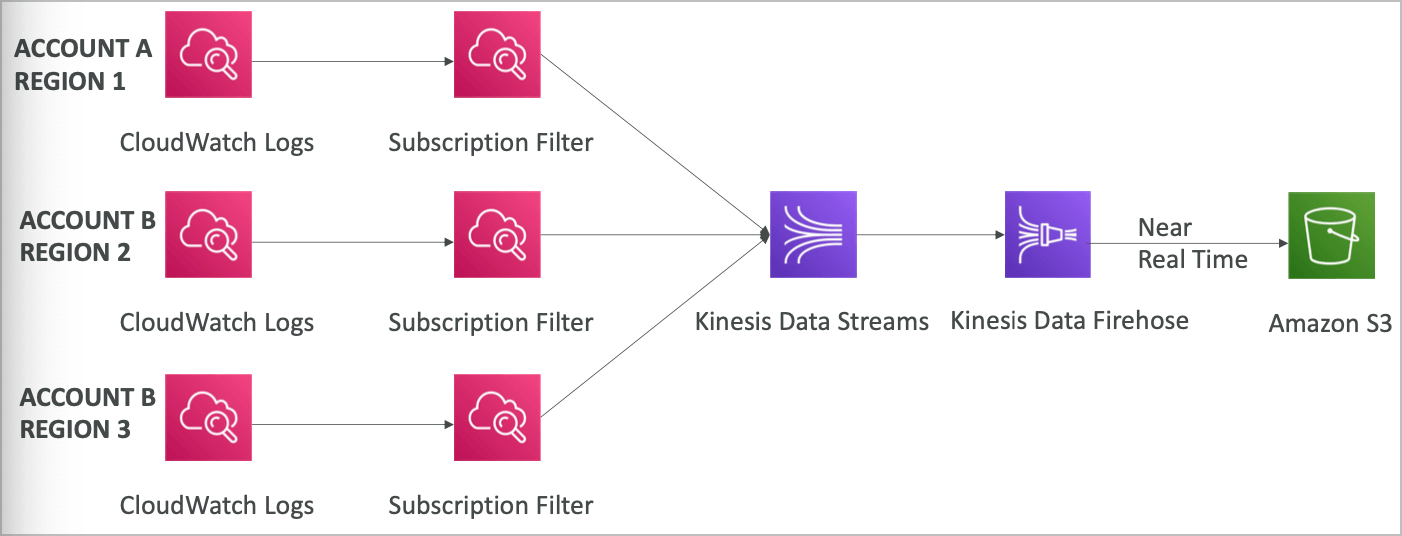 ACCOUNT A
REGION 1
CloudWatch Logs
Subscription Filter
ACCOUNT B
REGION 2
CloudWatch Logs
Subscription Filter
Kinesis Data Streams
Kinesis Data Firehose
Near
Real Time
Amazon S3
ACCOUNT B
REGION 3
CloudWatch Logs
Subscription Filter